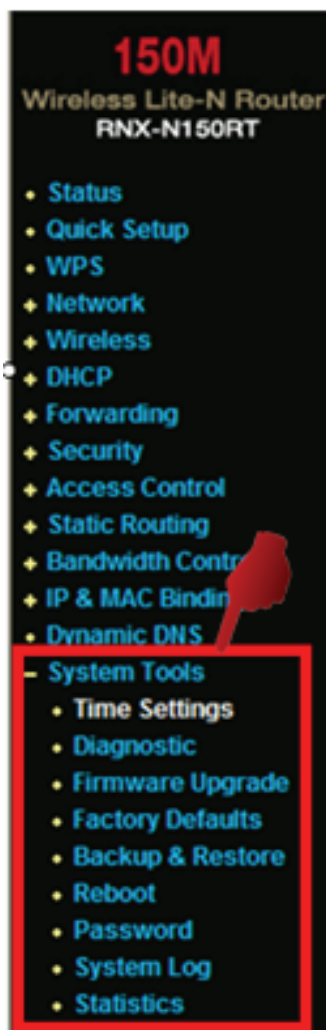 150M
Wireless Lite-N Router
RNX-N150RT
Status
Quick Setup
WPS
Network
Wireless
DHCP
Forwarding
Security
Access Control
Static Routing
Bandwidth Contr
IP & MAC Bindin
Dynamic DNS
System Tools
Time Settings
Diagnostic
Firmware Upgrade
Factory Defaults
Backup & Restore
Reboot
Password
System Log
Statistics